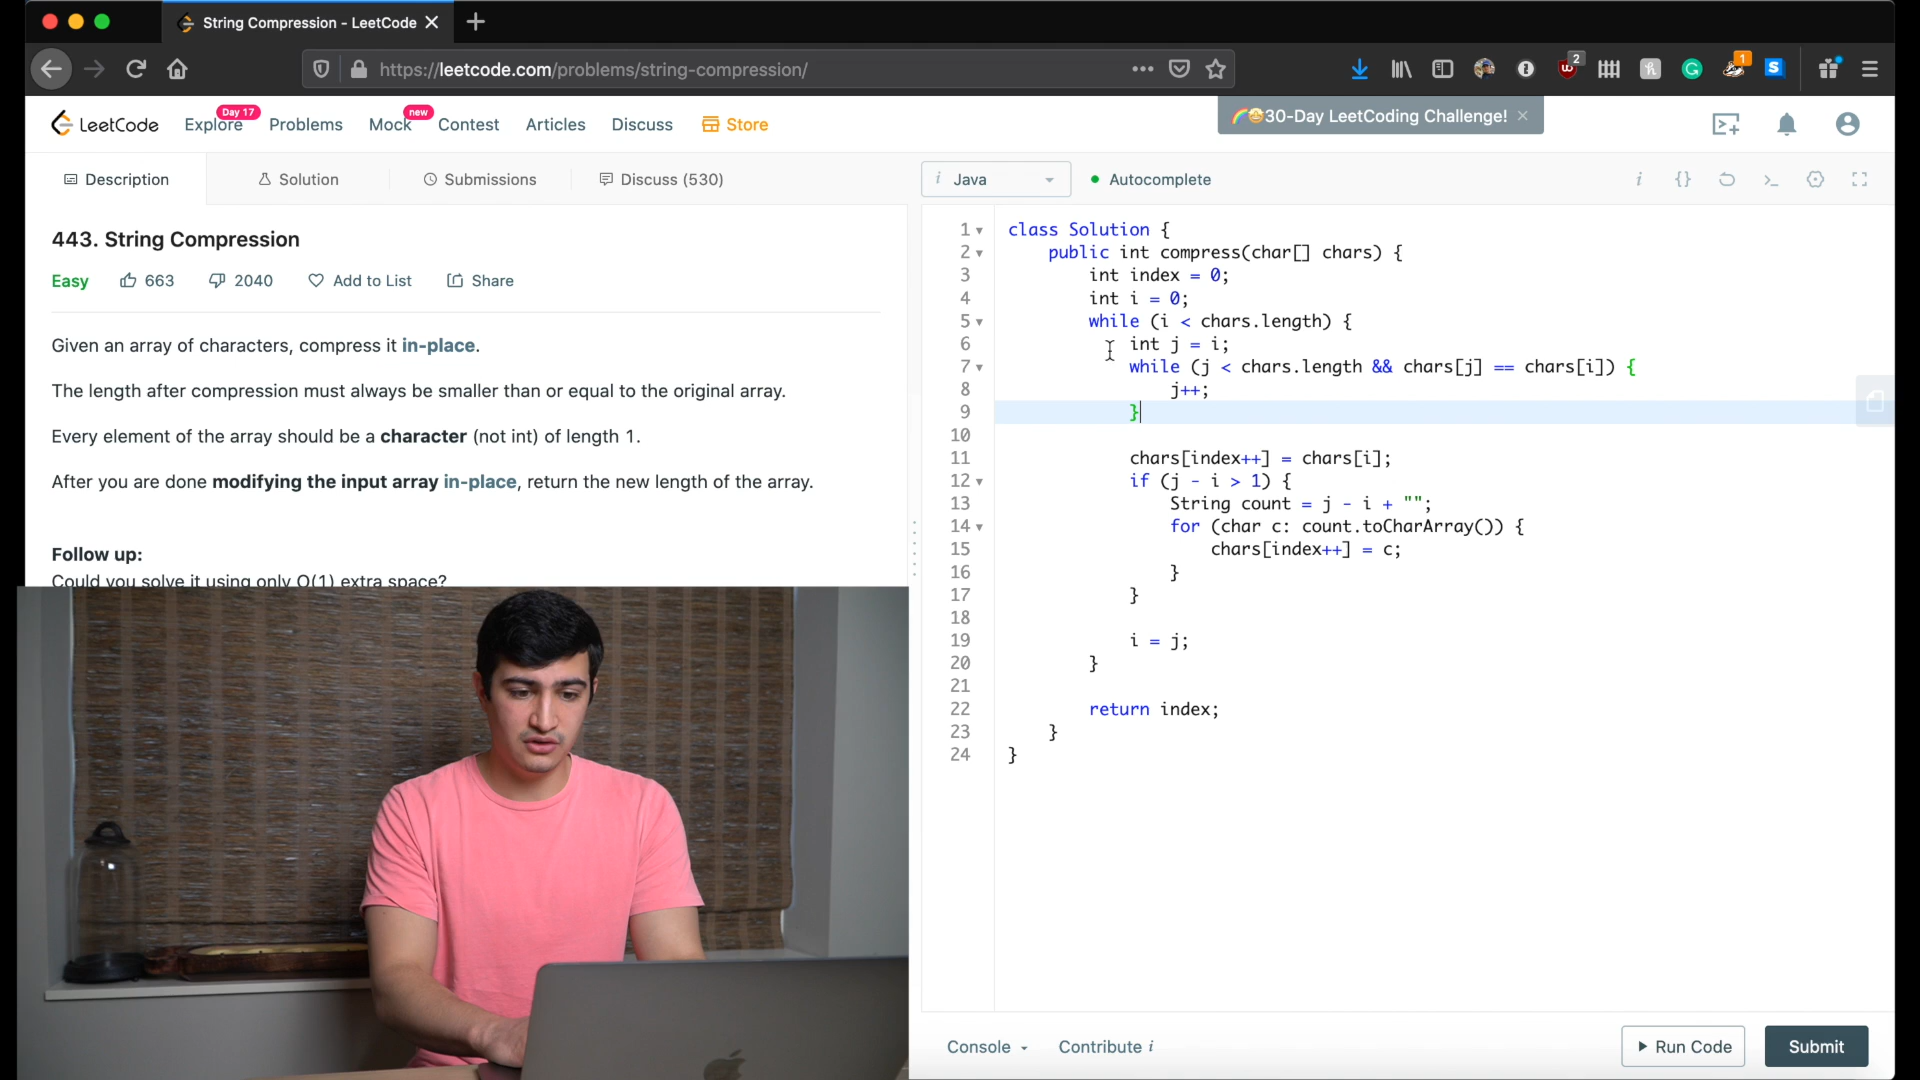 String Compression - LeetCode
https://leetcode.com/problems/string-compression/
2
1
LeetCode
Explore
Day 17
Problems
Mock
new
Contest
Articles
Discuss
Store
30-Day LeetCoding Challenge!
Description
Solution
Submissions
Discuss (530)
i Java
Autocomplete
443. String Compression
Easy
663
2040
Add to List
Share
Given an array of characters, compress it in-place.
The length after compression must always be smaller than or equal to the original array.
Every element of the array should be a character (not int) of length 1.
After you are done modifying the input array in-place, return the new length of the array.
Follow up:
Could you solve it using only O(1) extra space?
1 class Solution {
2 public int compress(char[] chars) {
3 int index = 0;
4 int i = 0;
5 while (i < chars.length) {
6 int j = i;
7 while (j < chars.length && chars[j] == chars[i]) {
8 j++;
9 }
10
11 chars[index++] = chars[i];
12 if (j - i > 1) {
13 String count = j - i + "";
14 for (char c: count.toCharArray()) {
15 chars[index++] = c;
16 }
17 }
18
19 i = j;
20 }
21
22 return index;
23 }
24 }
Console
Contribute i
Run Code
Submit